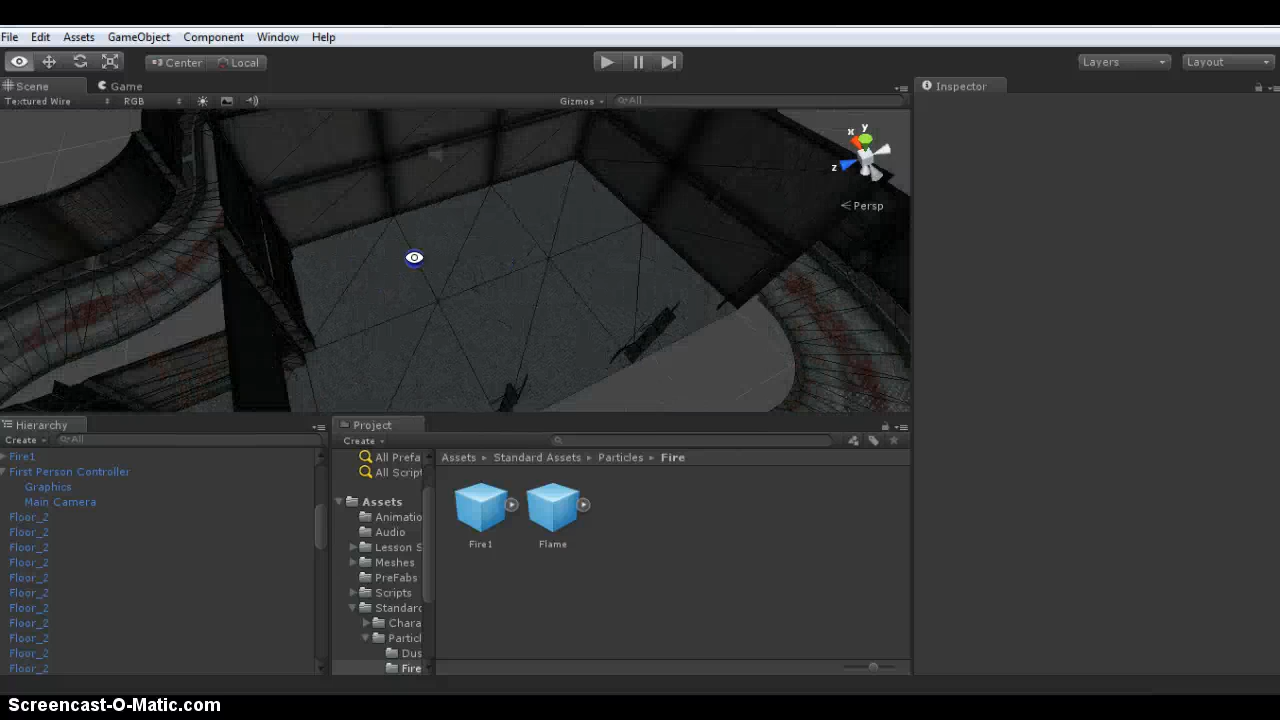 File Edit Assets GameObject Component Window Help
Center Local Layers Layout
Scene Game Inspector
Textured Wire RGB Gizmos All
y
x
z
Persp
Hierarchy
Create All
Fire1
First Person Controller
Graphics
Main Camera
Floor_2
Floor_2
Floor_2
Floor_2
Floor_2
Floor_2
Floor_2
Floor_2
Floor_2
Floor_2
Floor_2
Project
Create
All Prefa
All Script
Assets
Animatio
Audio
Lesson S
Meshes
PreFabs
Scripts
Standard
Chara
Particl
Dus
Fire
Assets Standard Assets Particles Fire
Fire1 Flame
Screencast-O-Matic.com